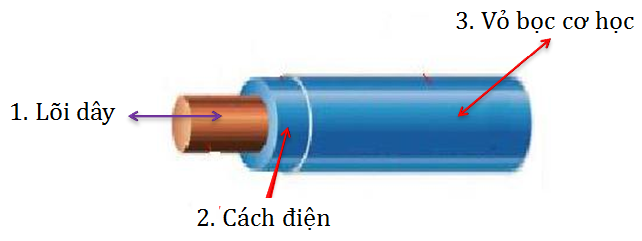 3. Vỏ bọc cơ học
1. Lõi dây
2. Cách điện